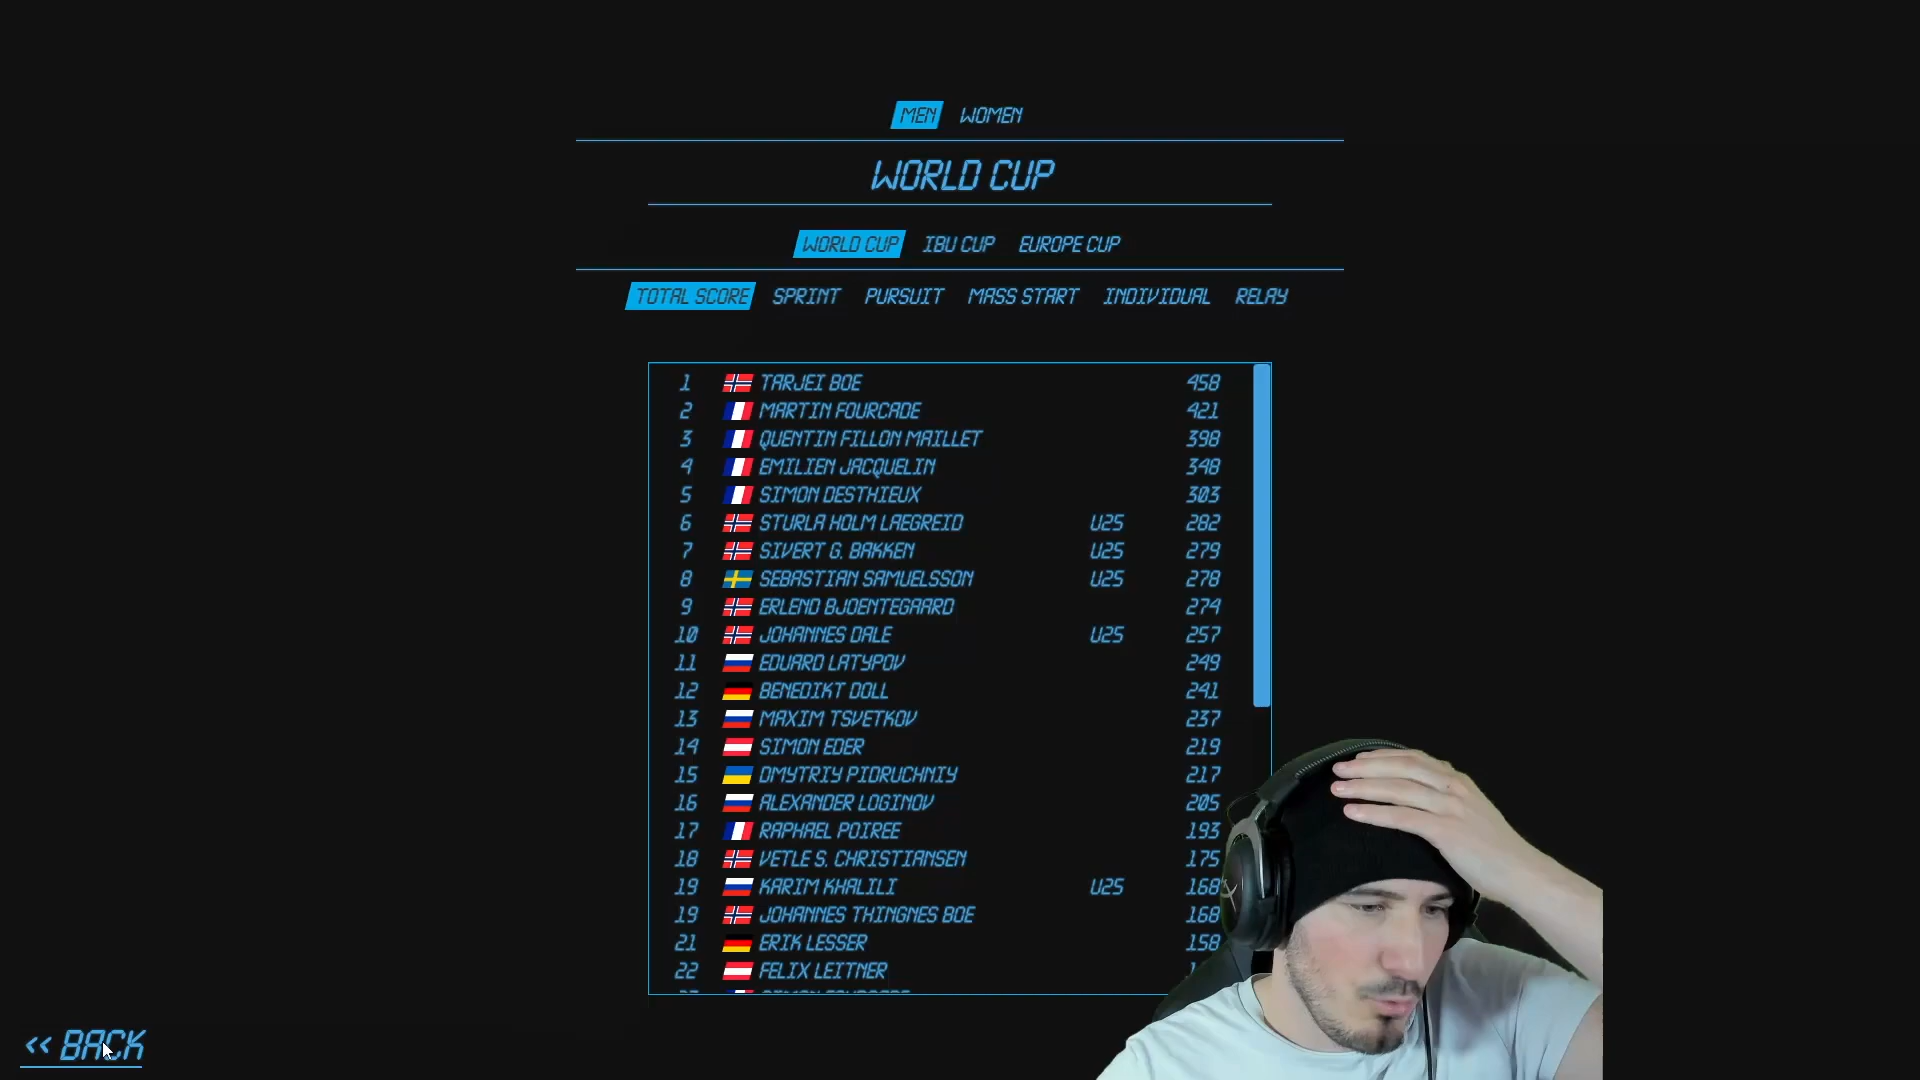 MEN WOMEN
WORLD CUP
WORLD CUP IBU CUP EUROPE CUP
TOTAL SCORE SPRINT PURSUIT MASS START INDIVIDUAL RELAY
1 TARJEI BOE 458
2 MARTIN FOURCADE 421
3 QUENTIN FILLON MAILLET 398
4 EMILIEN JACQUELIN 348
5 SIMON DESTHIEUX 303
6 STURLA HOLM LAEGREID U25 282
7 SIVERT G. BAKKEN U25 279
8 SEBASTIAN SAMUELSSON U25 278
9 ERLEND BJOENTEGAARD 274
10 JOHANNES DALE U25 257
11 EDUARD LATYPOV 249
12 BENEDIKT DOLL 241
13 MAXIM TSVETKOV 237
14 SIMON EDER 219
15 DMYTRIY PIDRUCHNIY 217
16 ALEXANDER LOGINOV 205
17 RAPHAEL POIREE 193
18 VETLE S. CHRISTIANSEN 175
19 KARIM KHALILI U25 168
19 JOHANNES THINGNES BOE 168
21 ERIK LESSER 158
22 FELIX LEITNER
<< BACK